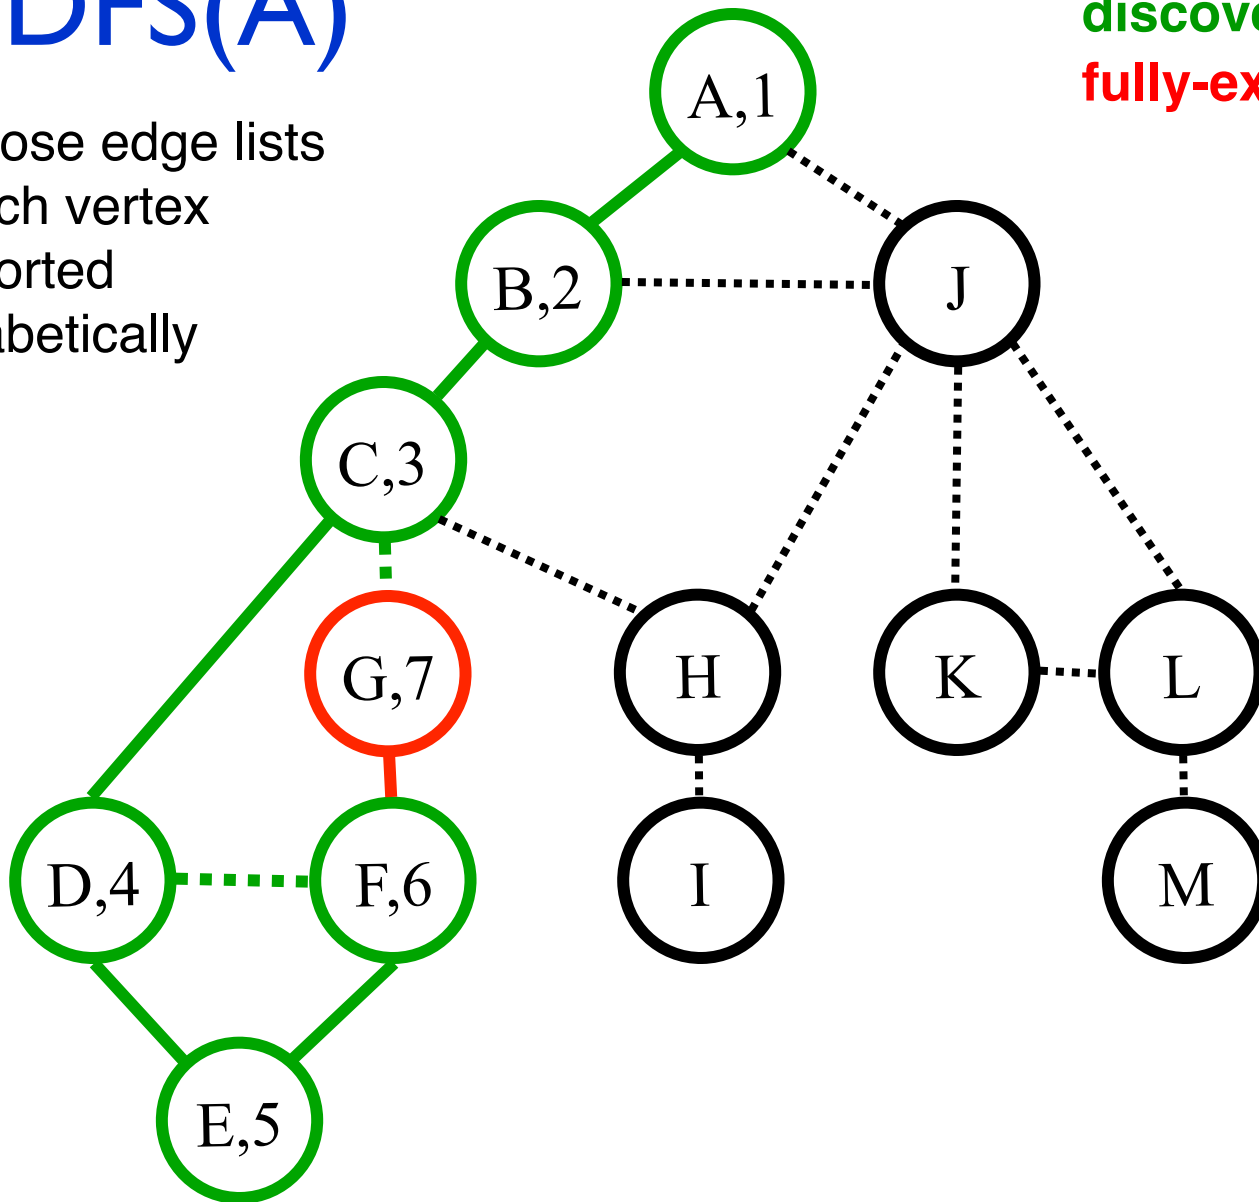 DFS(A)
discove
fully-ex
ose edge lists
ch vertex
orted
abetically
A,1
B,2
J
C,3
G,7
H
K
L
D,4
F,6
I
M
E,5